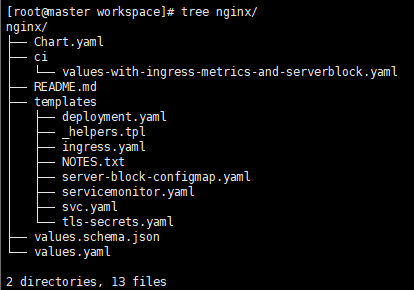 [root@master workspace]# tree nginx/
nginx/
├── Chart.yaml
├── ci
│   └── values-with-ingress-metrics-and-serverblock.yaml
├── README.md
├── templates
│   ├── deployment.yaml
│   ├── _helpers.tpl
│   ├── ingress.yaml
│   ├── NOTES.txt
│   ├── server-block-configmap.yaml
│   ├── servicemonitor.yaml
│   ├── svc.yaml
│   └── tls-secrets.yaml
├── values.schema.json
└── values.yaml

2 directories, 13 files